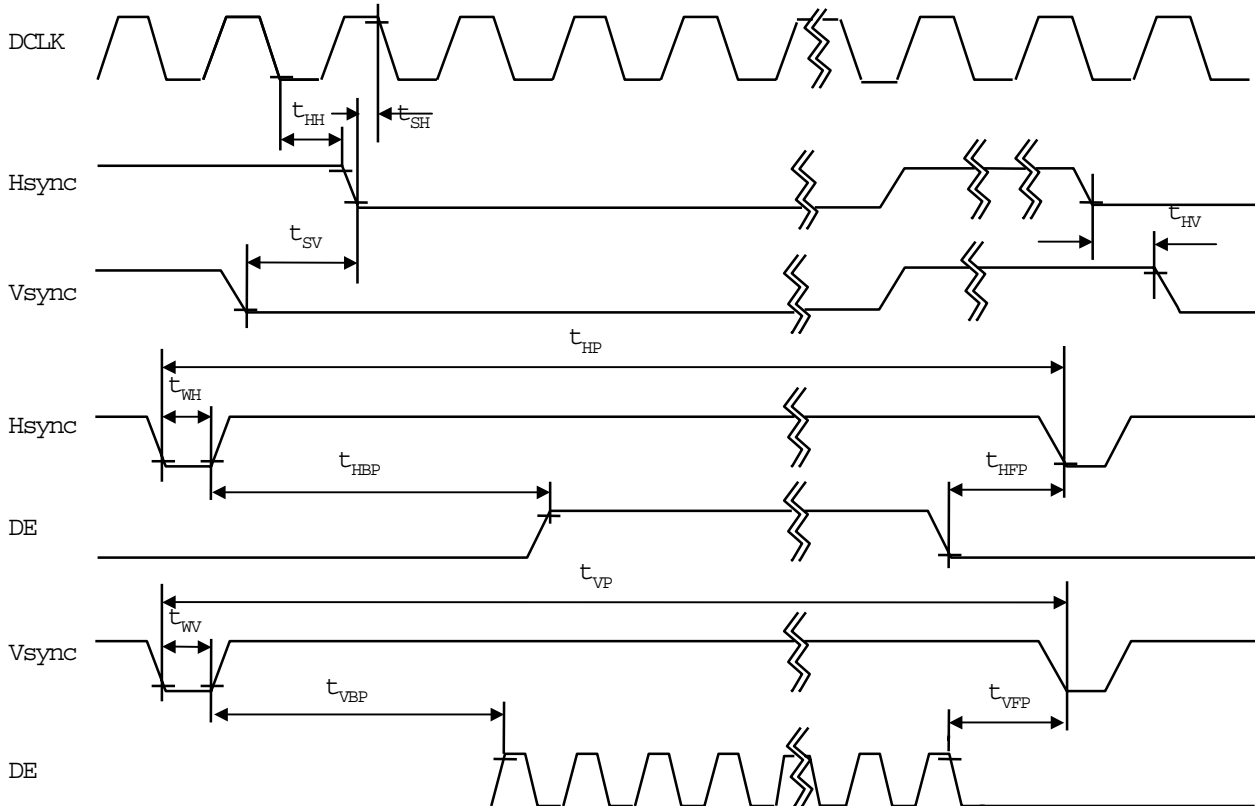 DCLK
tHH
tSH
Hsync
tHV
tSV
Vsync
tHP
tWH
Hsync
tHBP
tHFP
DE
tVP
tWV
Vsync
tVBP
tVFP
DE